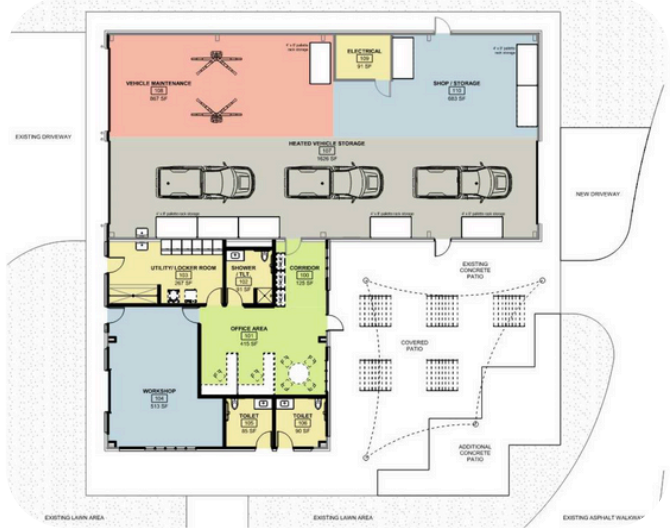 ELECTRICAL
109
91 SF
VEHICLE MAINTENANCE
108
SHOP / STORAGE
110
693 SF
HEATED VEHICLE STORAGE
107
1626 SF
EXISTING DRIVEWAY
NEW DRIVEWAY
UTILITY/ LOCKER ROOM
103
267 SF
SHOWER
/ TLT.
102
CORRIDOR
100
125 SF
EXISTING
CONCRETE
PATIO
OFFICE AREA
101
415 SF
COVERED
PATIO
WORKSHOP
104
513 SF
TOILET
105
TOILET
106
ADDITIONAL
CONCRETE
PATIO
EXISTING LAWN AREA
EXISTING LAWN AREA
EXISTING ASPHALT WALKWAY